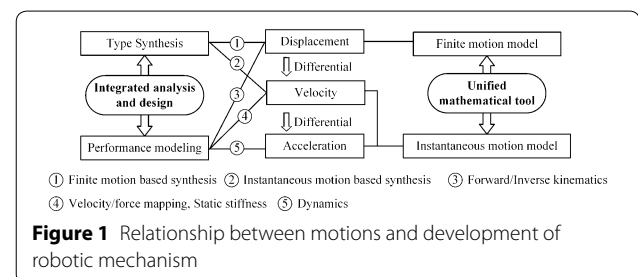 Type Synthesis
①
Displacement
Finite motion model
②
Differential
Integrated analysis
and design
③
Velocity
Unified
mathematical tool
④
Differential
Performance modeling
⑤
Acceleration
Instantaneous motion model
① Finite motion based synthesis ② Instantaneous motion based synthesis ③ Forward/Inverse kinematics
④ Velocity/force mapping, Static stiffness ⑤ Dynamics
Figure 1 Relationship between motions and development of
robotic mechanism